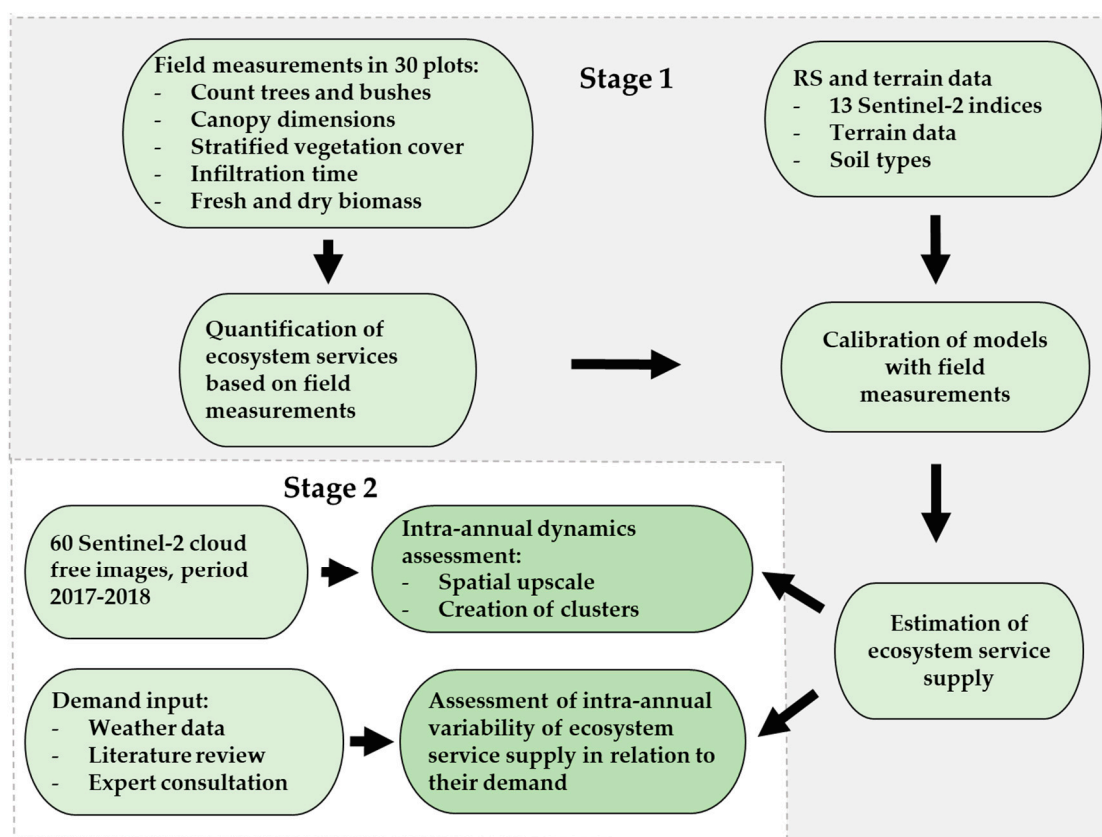 Stage 1
Field measurements in 30 plots:
- Count trees and bushes
- Canopy dimensions
- Stratified vegetation cover
- Infiltration time
- Fresh and dry biomass
RS and terrain data
- 13 Sentinel-2 indices
- Terrain data
- Soil types
Quantification of
ecosystem services
based on field
measurements
Calibration of models
with field
measurements
Stage 2
60 Sentinel-2 cloud
free images, period
2017-2018
Intra-annual dynamics
assessment:
- Spatial upscale
- Creation of clusters
Estimation of
ecosystem service
supply
Demand input:
- Weather data
- Literature review
- Expert consultation
Assessment of intra-annual
variability of ecosystem
service supply in relation to
their demand